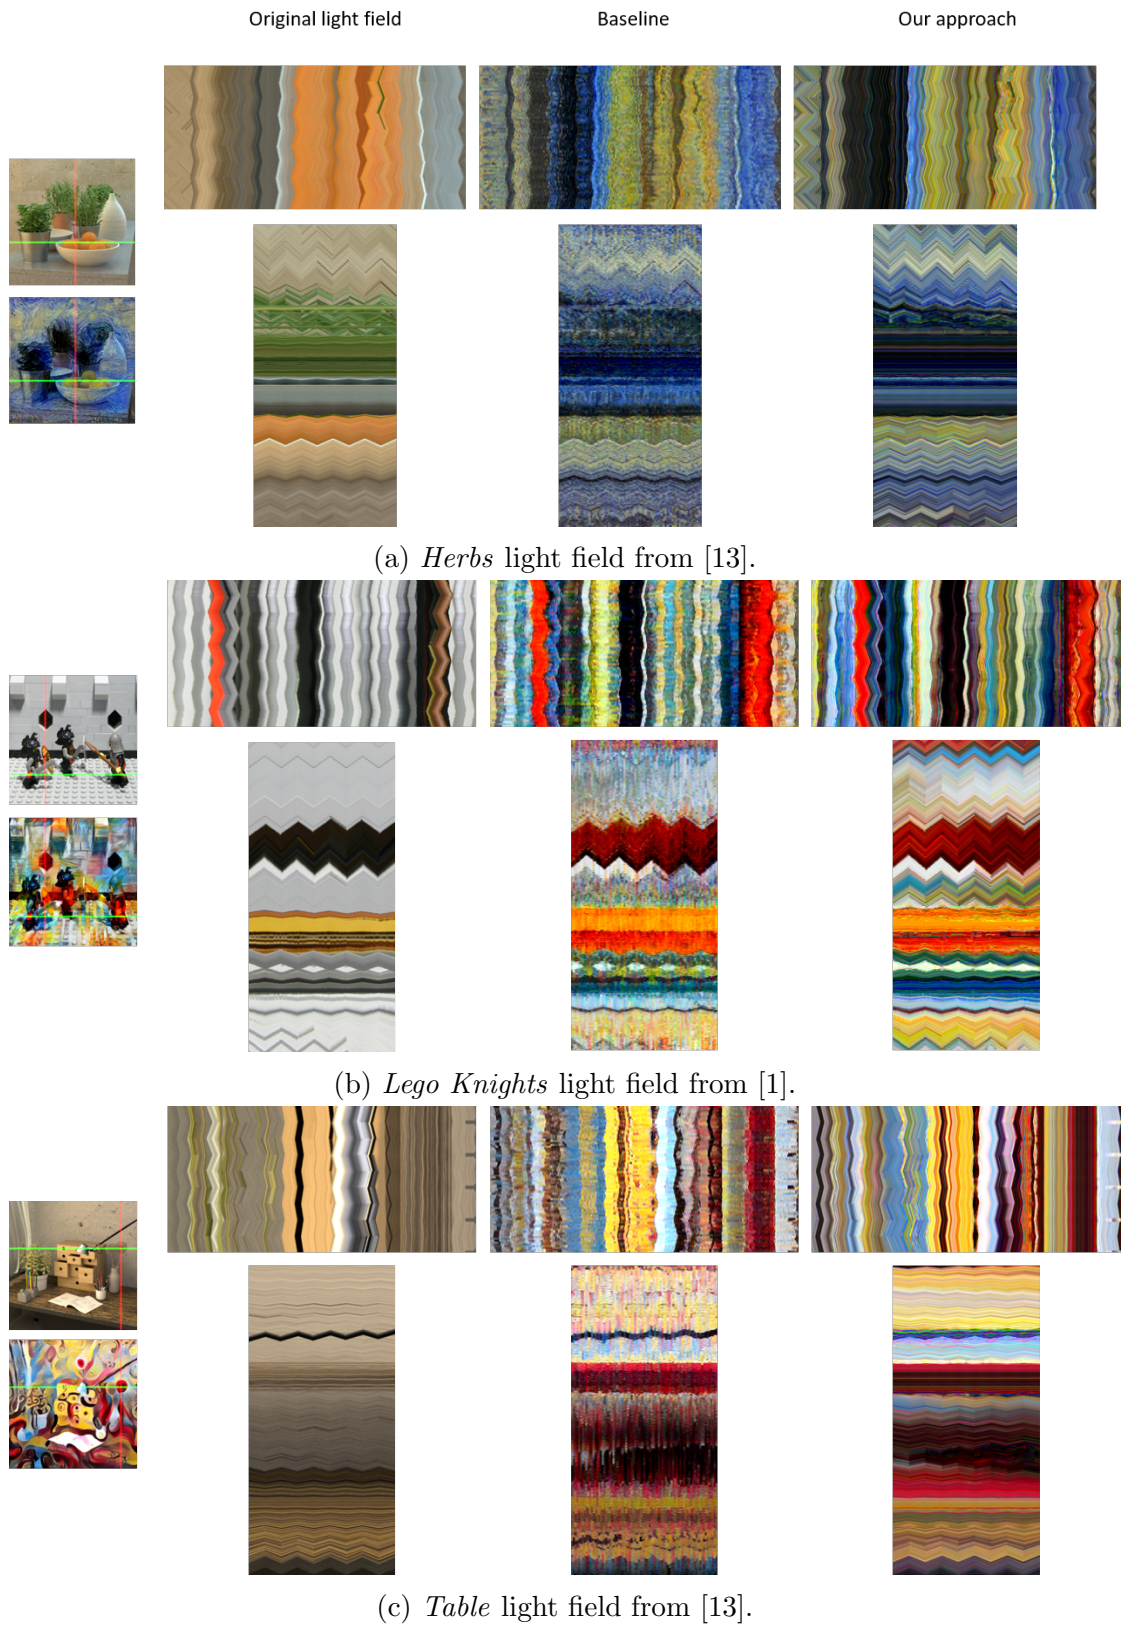 Original light field
Baseline
Our approach
(a) Herbs light field from [13].
(b) Lego Knights light field from [1].
(c) Table light field from [13].